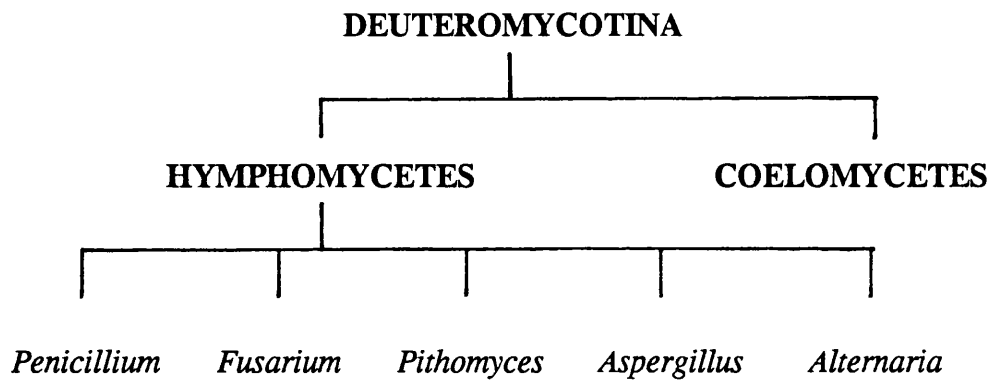 DEUTEROMYCOTINA
HYMPHOMYCETES COELOMYCETES
Penicillium Fusarium Pithomyces Aspergillus Alternaria